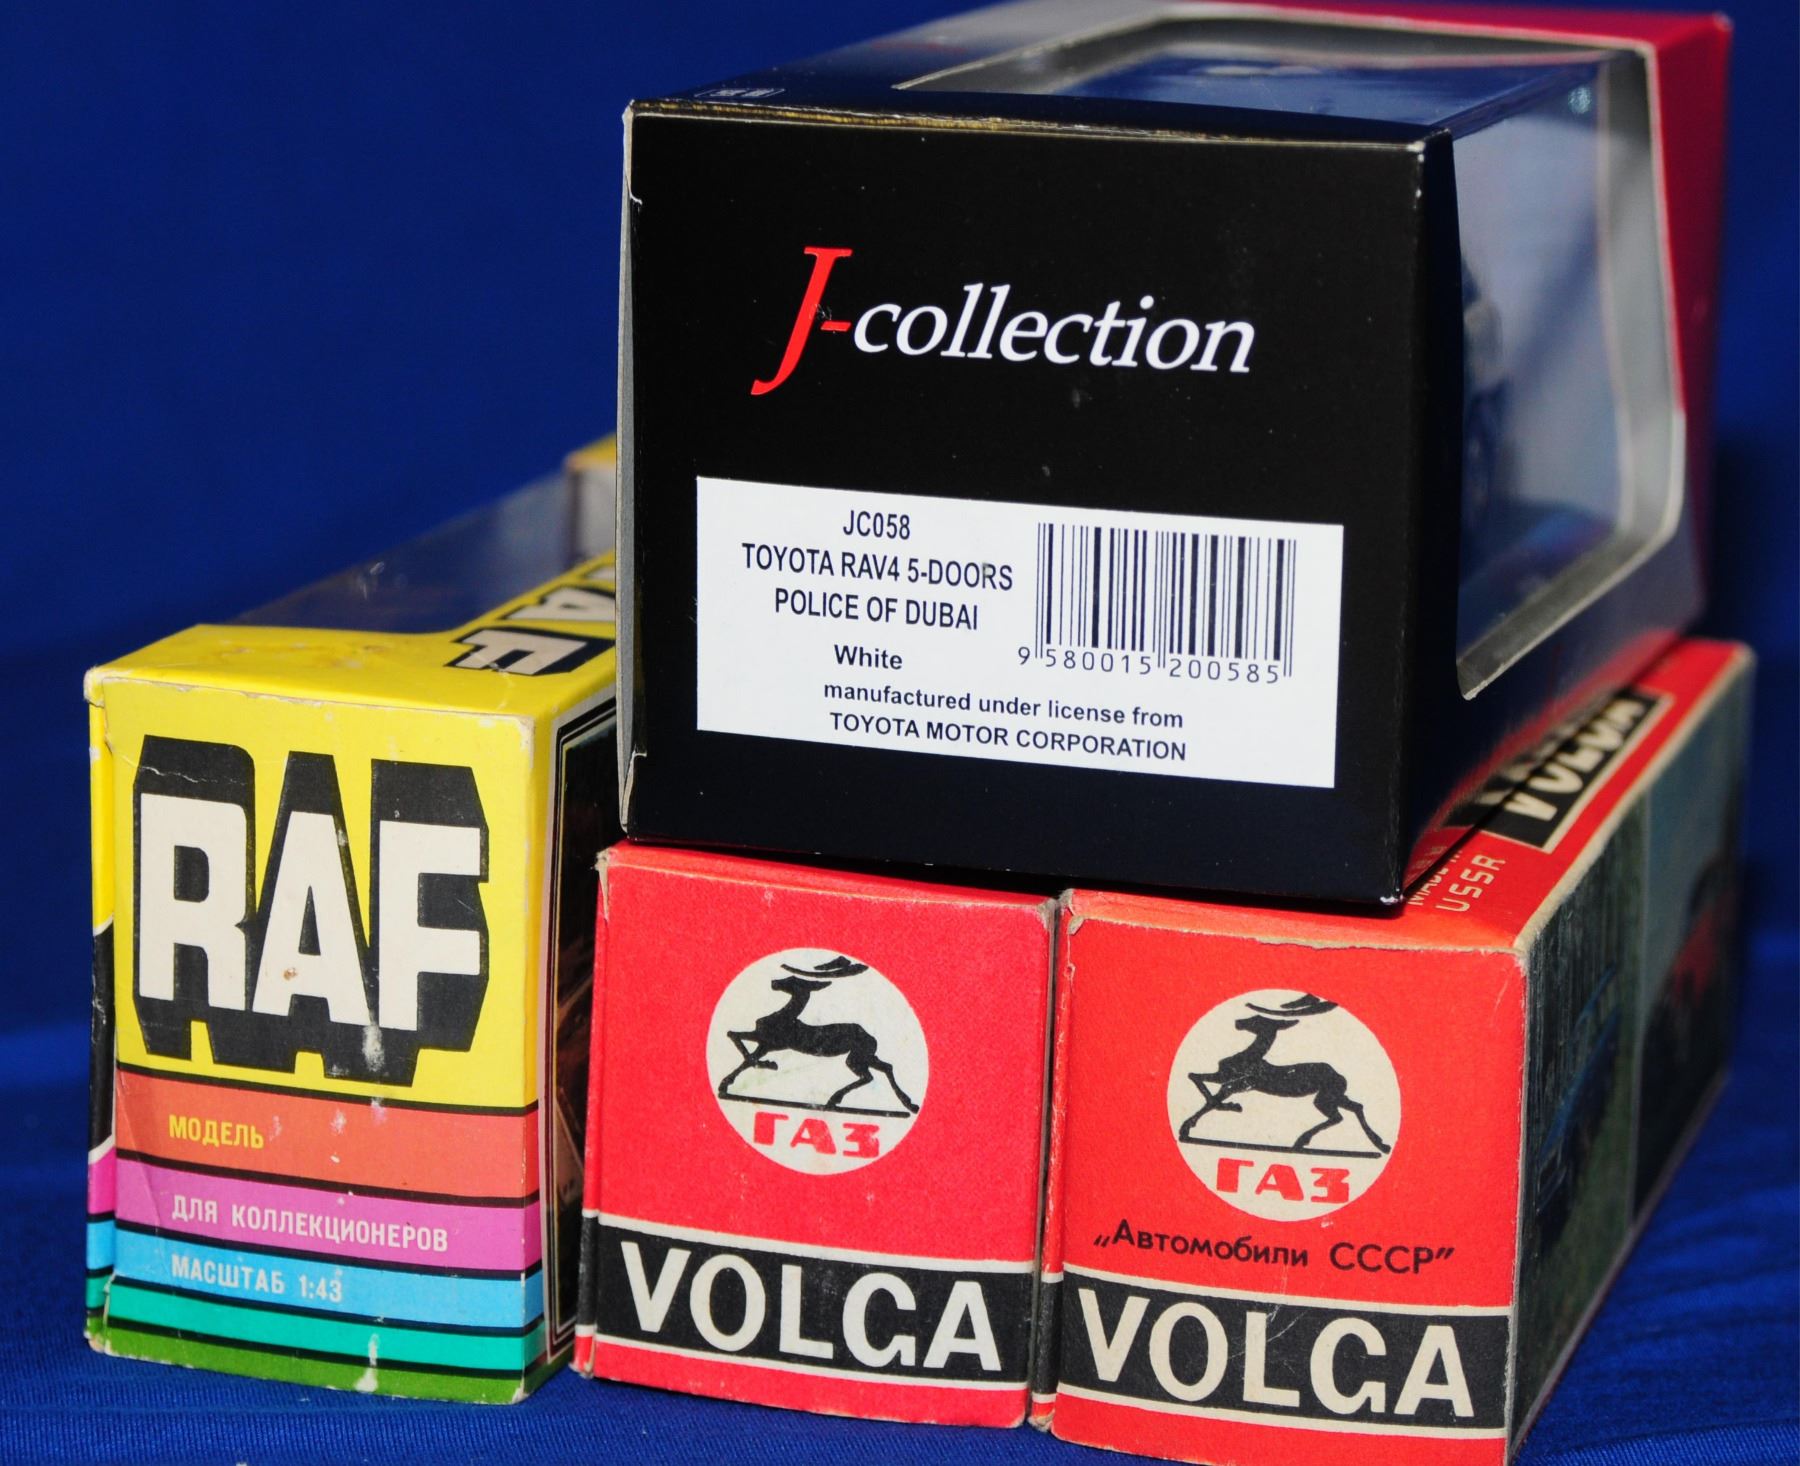 J-collection
JC058
TOYOTA RAV4 5-DOORS
POLICE OF DUBAI
White
manufactured under license from
TOYOTA MOTOR CORPORATION
9 580015 200585
RAF
МОДЕЛЬ
ДЛЯ КОЛЛЕКЦИОНЕРОВ
МАСШТАБ 1:43
ГАЗ
VOLGA
VOLGA
USSR
ГАЗ
„Автомобили СССР”
VOLGA